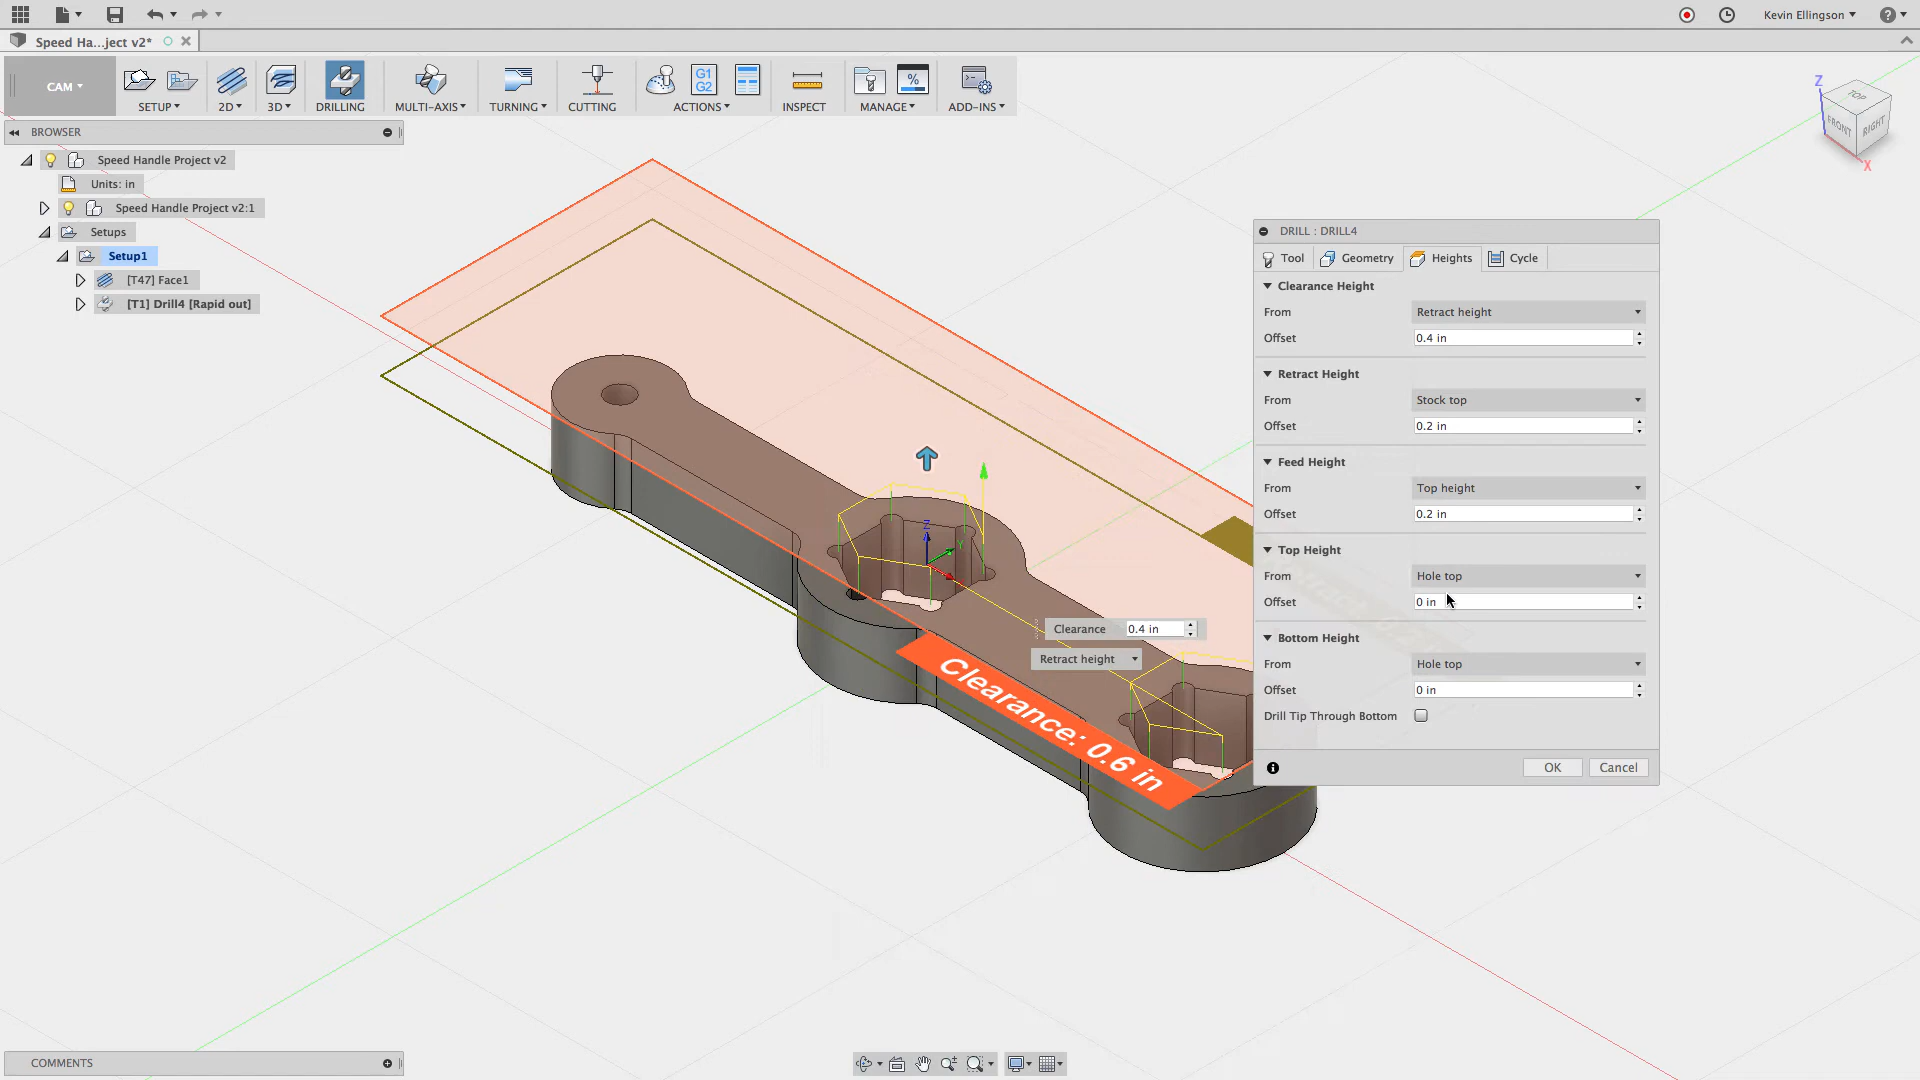 Kevin Ellingson
Speed Ha...ject v2*
CAM
SETUP
2D
3D
DRILLING
MULTI-AXIS
TURNING
CUTTING
G1
G2
ACTIONS
INSPECT
%
MANAGE
ADD-INS
BROWSER
Speed Handle Project v2
Units: in
Speed Handle Project v2:1
Setups
Setup1
[T47] Face1
[T1] Drill4 [Rapid out]
Z
TOP
FRONT
RIGHT
X
DRILL : DRILL4
Tool
Geometry
Heights
Cycle
Clearance Height
From
Retract height
Offset
0.4 in
Retract Height
From
Stock top
Offset
0.2 in
Feed Height
From
Top height
Offset
0.2 in
Top Height
From
Hole top
Offset
0 in
Bottom Height
From
Hole top
Offset
0 in
Drill Tip Through Bottom
OK
Cancel
Z
Y
Clearance
0.4 in
Retract height
Clearance: 0.6 in
COMMENTS